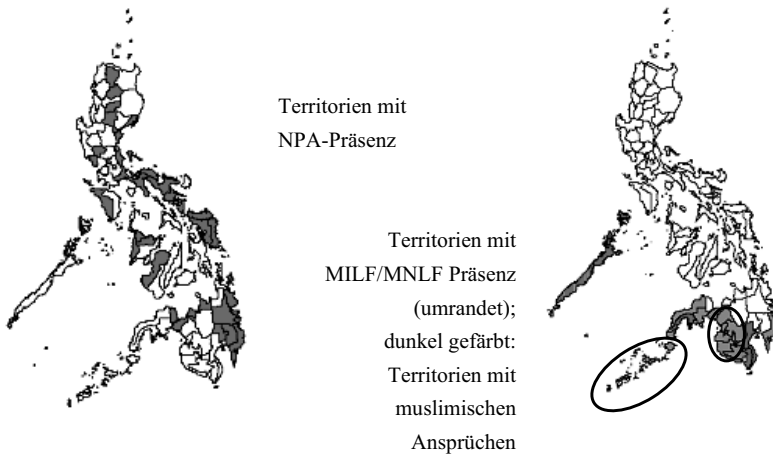 Territorien mit
NPA-Präsenz
Territorien mit
MILF/MNLF Präsenz
(umrandet);
dunkel gefärbt:
Territorien mit
muslimischen
Ansprüchen